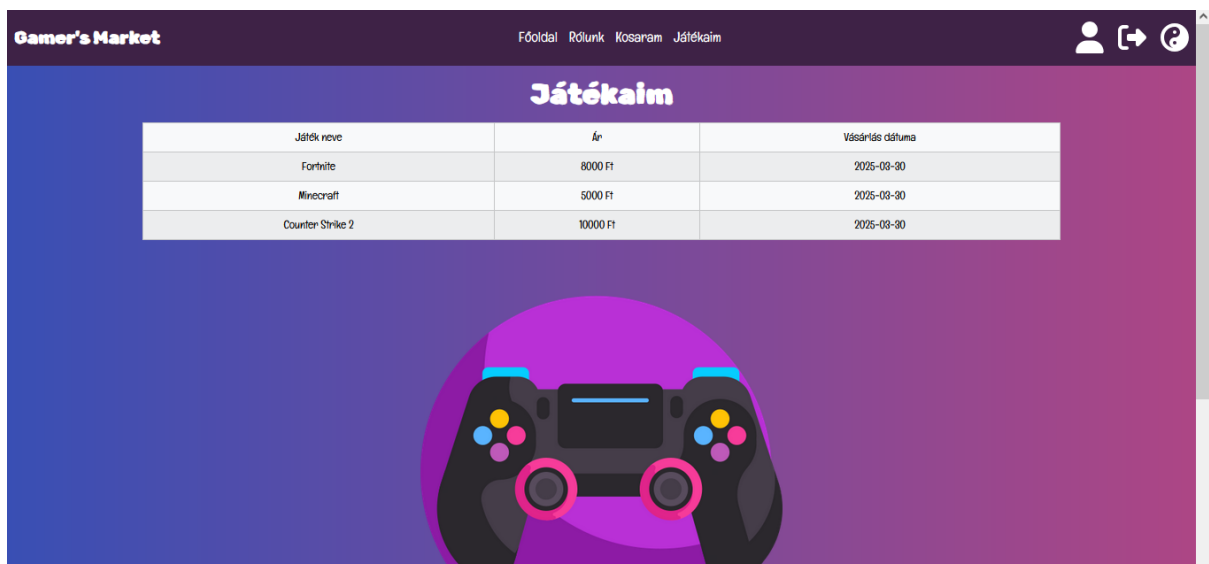 Gamer's Market
Főoldal Rólunk Kosaram Játékaim
Játékaim
Játék neve Ár Vásárlás dátuma
Fortnite 8000 Ft 2025-03-30
Minecraft 5000 Ft 2025-03-30
Counter Strike 2 10000 Ft 2025-03-30